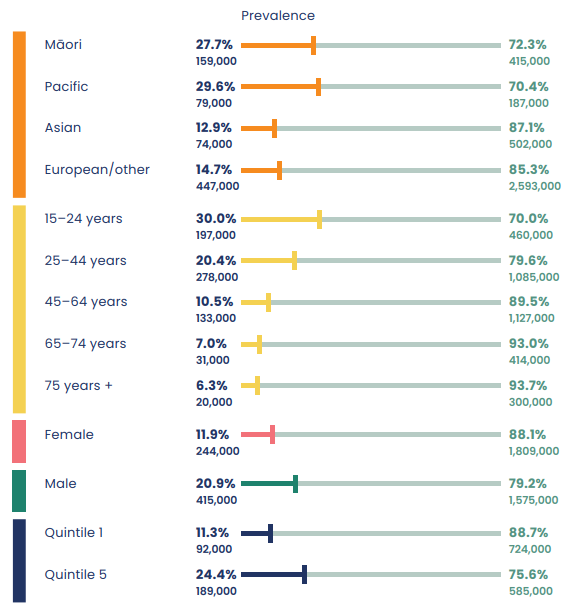 Prevalence
Māori 27.7% 72.3%
159,000 415,000
Pacific 29.6% 70.4%
79,000 187,000
Asian 12.9% 87.1%
74,000 502,000
European/other 14.7% 85.3%
447,000 2,593,000
15–24 years 30.0% 70.0%
197,000 460,000
25–44 years 20.4% 79.6%
278,000 1,085,000
45–64 years 10.5% 89.5%
133,000 1,127,000
65–74 years 7.0% 93.0%
31,000 414,000
75 years + 6.3% 93.7%
20,000 300,000
Female 11.9% 88.1%
244,000 1,809,000
Male 20.9% 79.2%
415,000 1,575,000
Quintile 1 11.3% 88.7%
92,000 724,000
Quintile 5 24.4% 75.6%
189,000 585,000